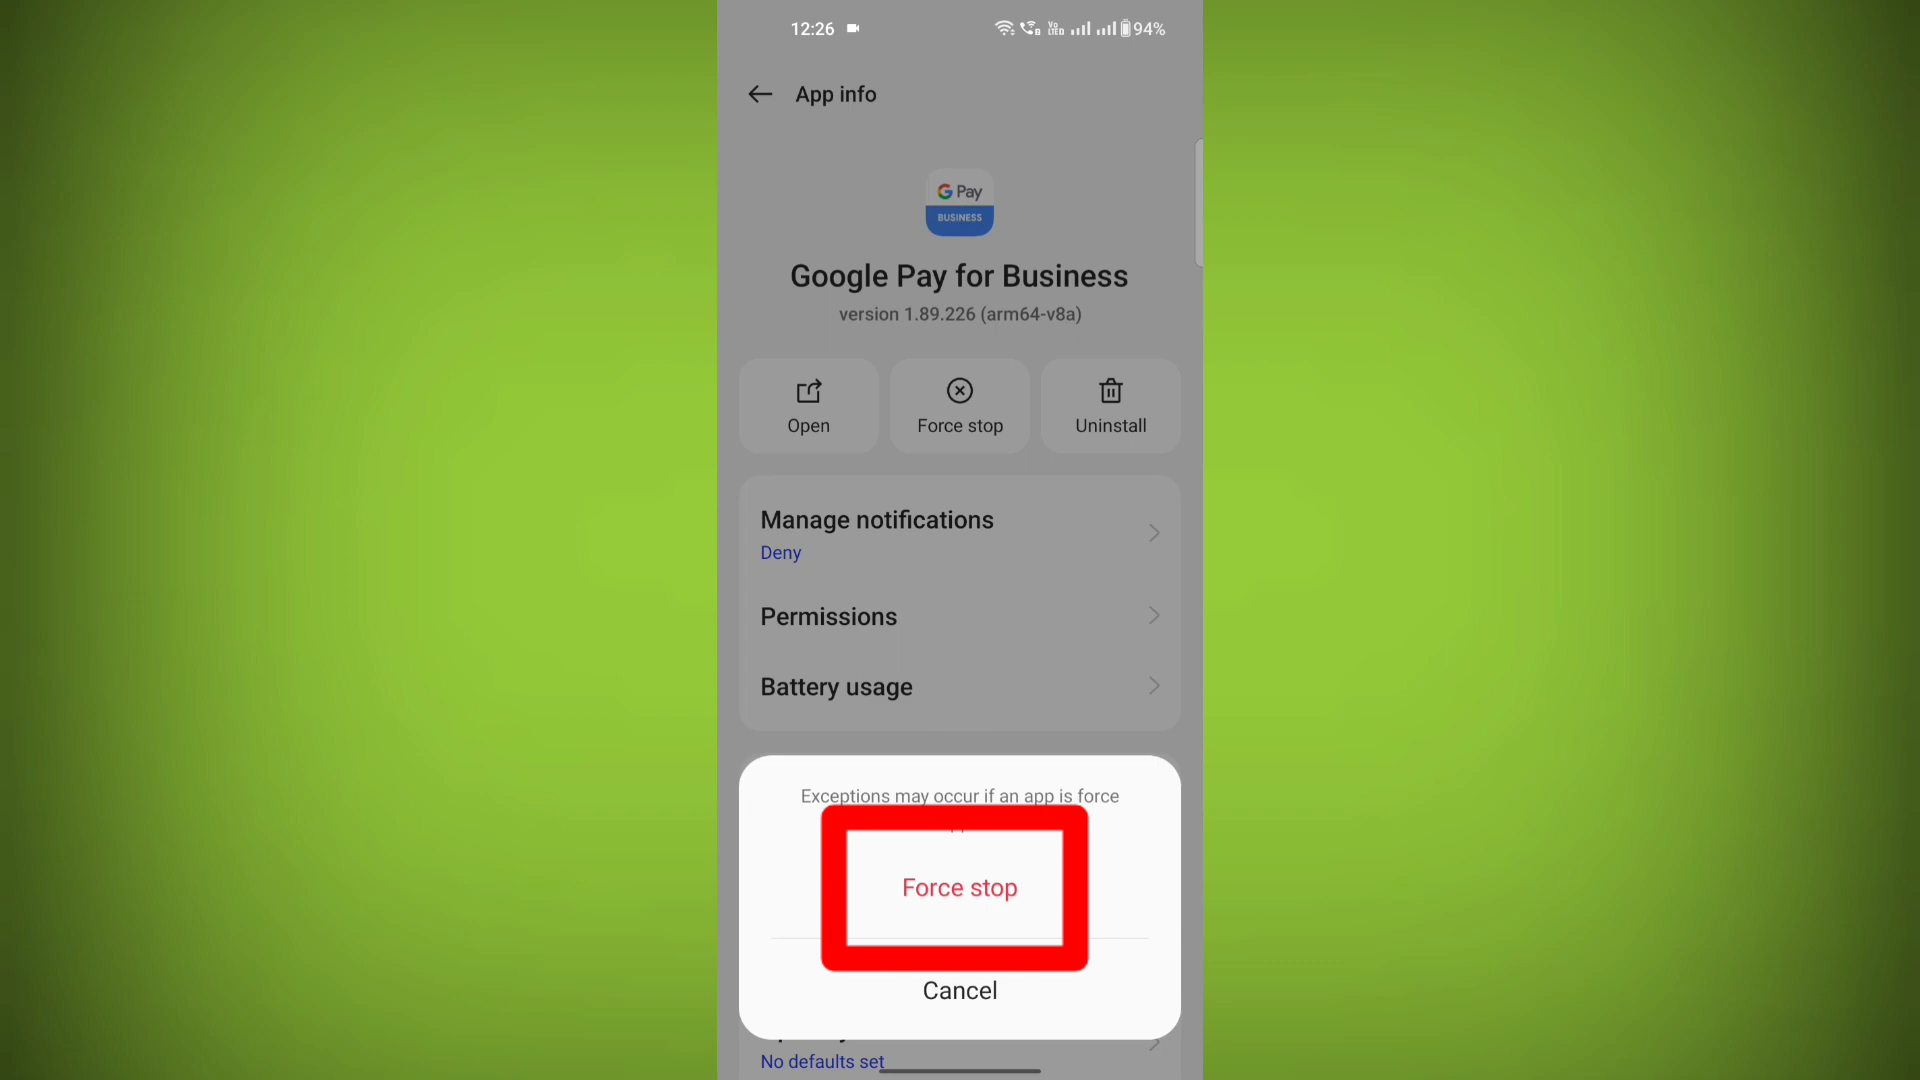 12:26
94%
App info
G Pay
BUSINESS
Google Pay for Business
version 1.89.226 (arm64-v8a)
Open
Force stop
Uninstall
Manage notifications
Deny
Permissions
Battery usage
Exceptions may occur if an app is force
Force stop
Cancel
No defaults set